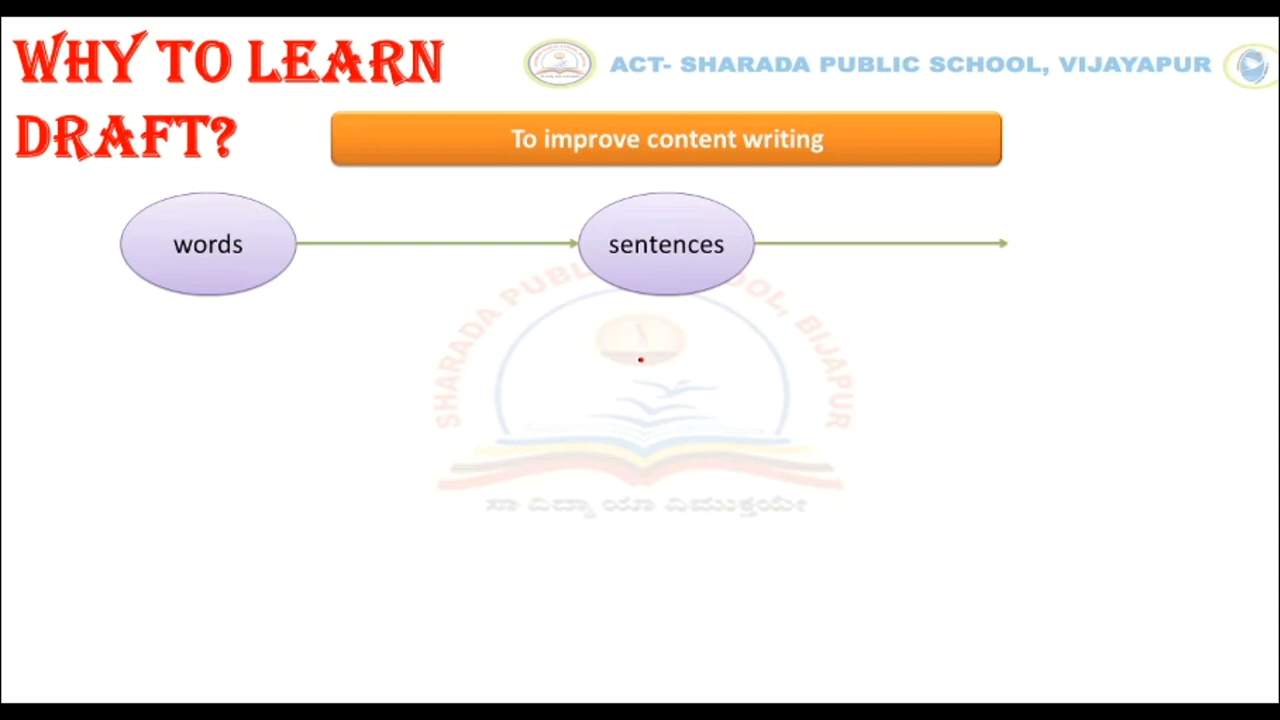 WHY TO LEARN
DRAFT?
ACT- SHARADA PUBLIC SCHOOL, VIJAYAPUR
To improve content writing
words
sentences
SHARADA PUBLIC SCHOOL, BIJAPUR
ಸಾ ವಿದ್ಯಾ ಯಾ ವಿಮುಕ್ತಯೇ